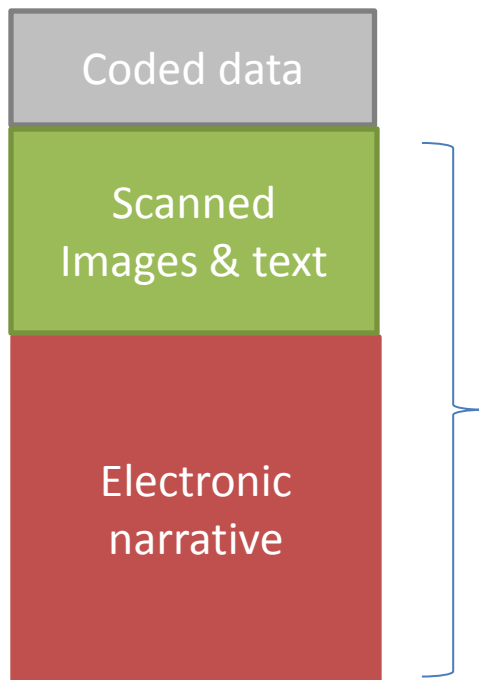 Coded data
Scanned
Images & text
Electronic
narrative